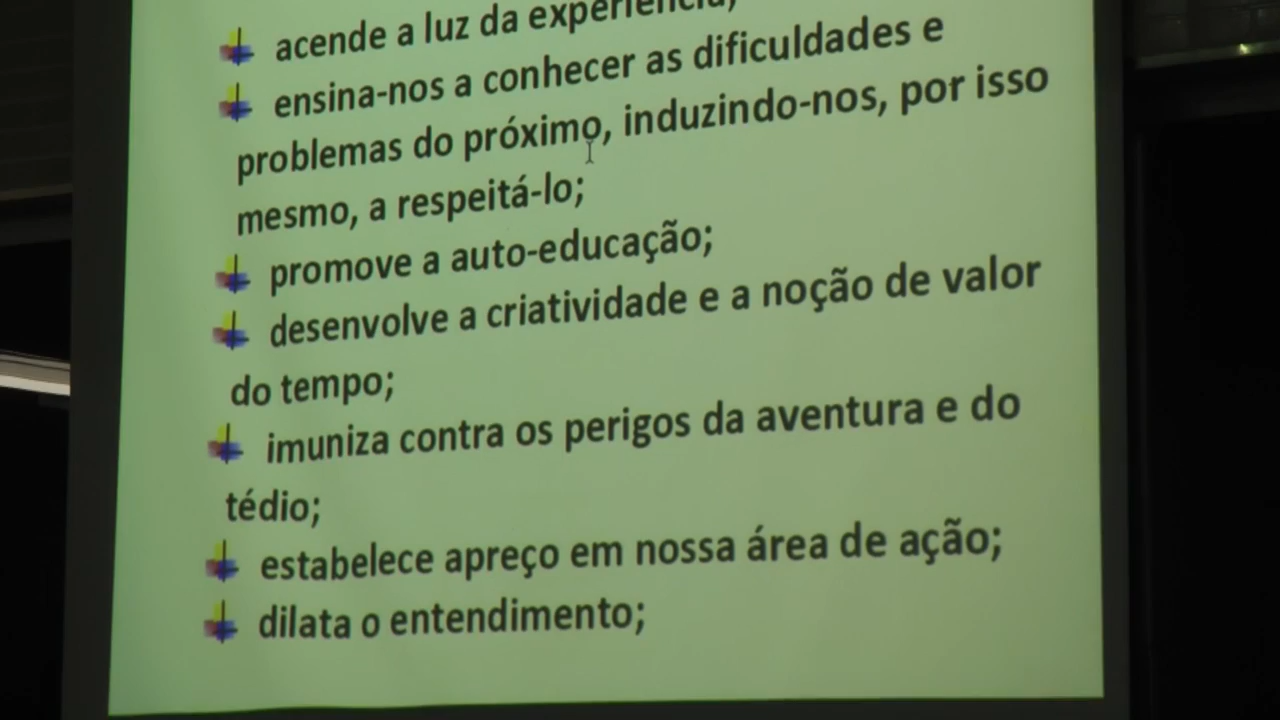 acende a luz da experiência;
ensina-nos a conhecer as dificuldades e
problemas do próximo, induzindo-nos, por isso
mesmo, a respeitá-lo;
promove a auto-educação;
desenvolve a criatividade e a noção de valor
do tempo;
imuniza contra os perigos da aventura e do
tédio;
estabelece apreço em nossa área de ação;
dilata o entendimento;